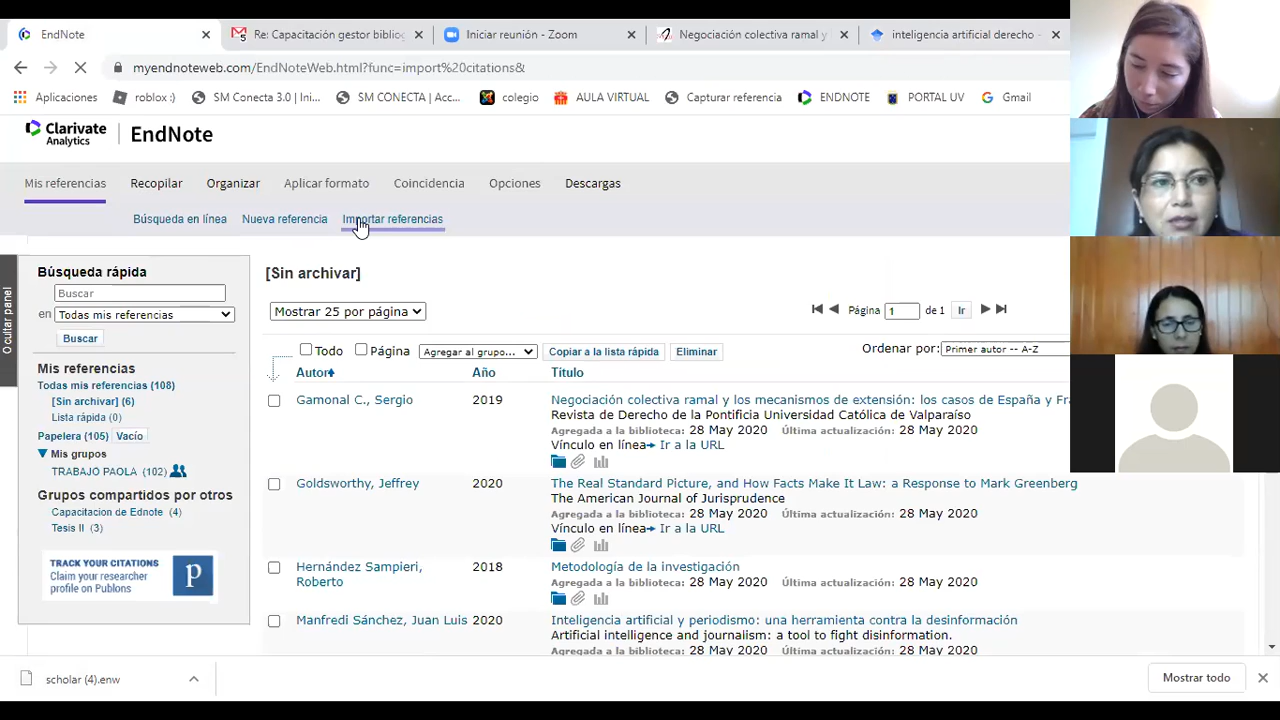 EndNote
Re: Capacitación gestor bibliog
Iniciar reunión - Zoom
Negociación colectiva ramal y
inteligencia artificial derecho -
myendnoteweb.com/EndNoteWeb.html?func=import%20citations&
Aplicaciones
roblox :)
SM Conecta 3.0 | Ini...
SM CONECTA | Acc...
colegio
AULA VIRTUAL
Capturar referencia
ENDNOTE
PORTAL UV
Gmail
Clarivate
Analytics
EndNote
Mis referencias
Recopilar
Organizar
Aplicar formato
Coincidencia
Opciones
Descargas
Búsqueda en línea
Nueva referencia
Importar referencias
Ocultar panel
Búsqueda rápida
Buscar
en Todas mis referencias
Buscar
Mis referencias
Todas mis referencias (108)
[Sin archivar] (6)
Lista rápida (0)
Papelera (105) Vacío
Mis grupos
TRABAJO PAOLA (102)
Grupos compartidos por otros
Capacitacion de Ednote (4)
Tesis II (3)
TRACK YOUR CITATIONS
Claim your researcher
profile on Publons
p
[Sin archivar]
Mostrar 25 por página
Página 1 de 1 Ir
Todo
Página
Agregar al grupo...
Copiar a la lista rápida
Eliminar
Ordenar por: Primer autor -- A-Z
Autor
Año
Título
Gamonal C., Sergio
2019
Negociación colectiva ramal y los mecanismos de extensión: los casos de España y Fra
Revista de Derecho de la Pontificia Universidad Católica de Valparaíso
Agregada a la biblioteca: 28 May 2020 Última actualización: 28 May 2020
Vínculo en línea Ir a la URL
Goldsworthy, Jeffrey
2020
The Real Standard Picture, and How Facts Make It Law: a Response to Mark Greenberg
The American Journal of Jurisprudence
Agregada a la biblioteca: 28 May 2020 Última actualización: 28 May 2020
Vínculo en línea Ir a la URL
Hernández Sampieri,
Roberto
2018
Metodología de la investigación
Agregada a la biblioteca: 28 May 2020 Última actualización: 28 May 2020
Manfredi Sánchez, Juan Luis
2020
Inteligencia artificial y periodismo: una herramienta contra la desinformación
Artificial intelligence and journalism: a tool to fight disinformation.
Agregada a la biblioteca: 28 May 2020 Última actualización: 28 May 2020
scholar (4).enw
Mostrar todo